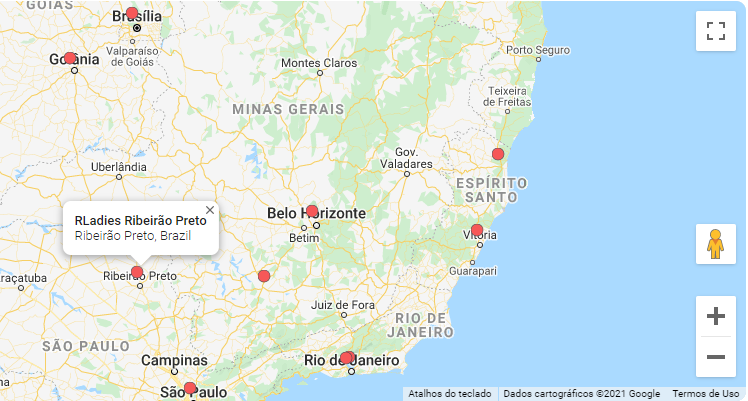 GOIÁS
Brasília
Valparaíso
de Goiás
Goiânia
Porto Seguro
Montes Claros
Teixeira
de Freitas
MINAS GERAIS
Gov.
Valadares
Uberlândia
ESPÍRITO
SANTO
RLadies Ribeirão Preto
Ribeirão Preto, Brazil
Belo Horizonte
Betim
Vitória
Guarapari
Ribeirão Preto
araçatuba
Juiz de Fora
RIO DE
JANEIRO
SÃO PAULO
Campinas
Rio de Janeiro
São Paulo
Atalhos do teclado
Dados cartográficos ©2021 Google
Termos de Uso